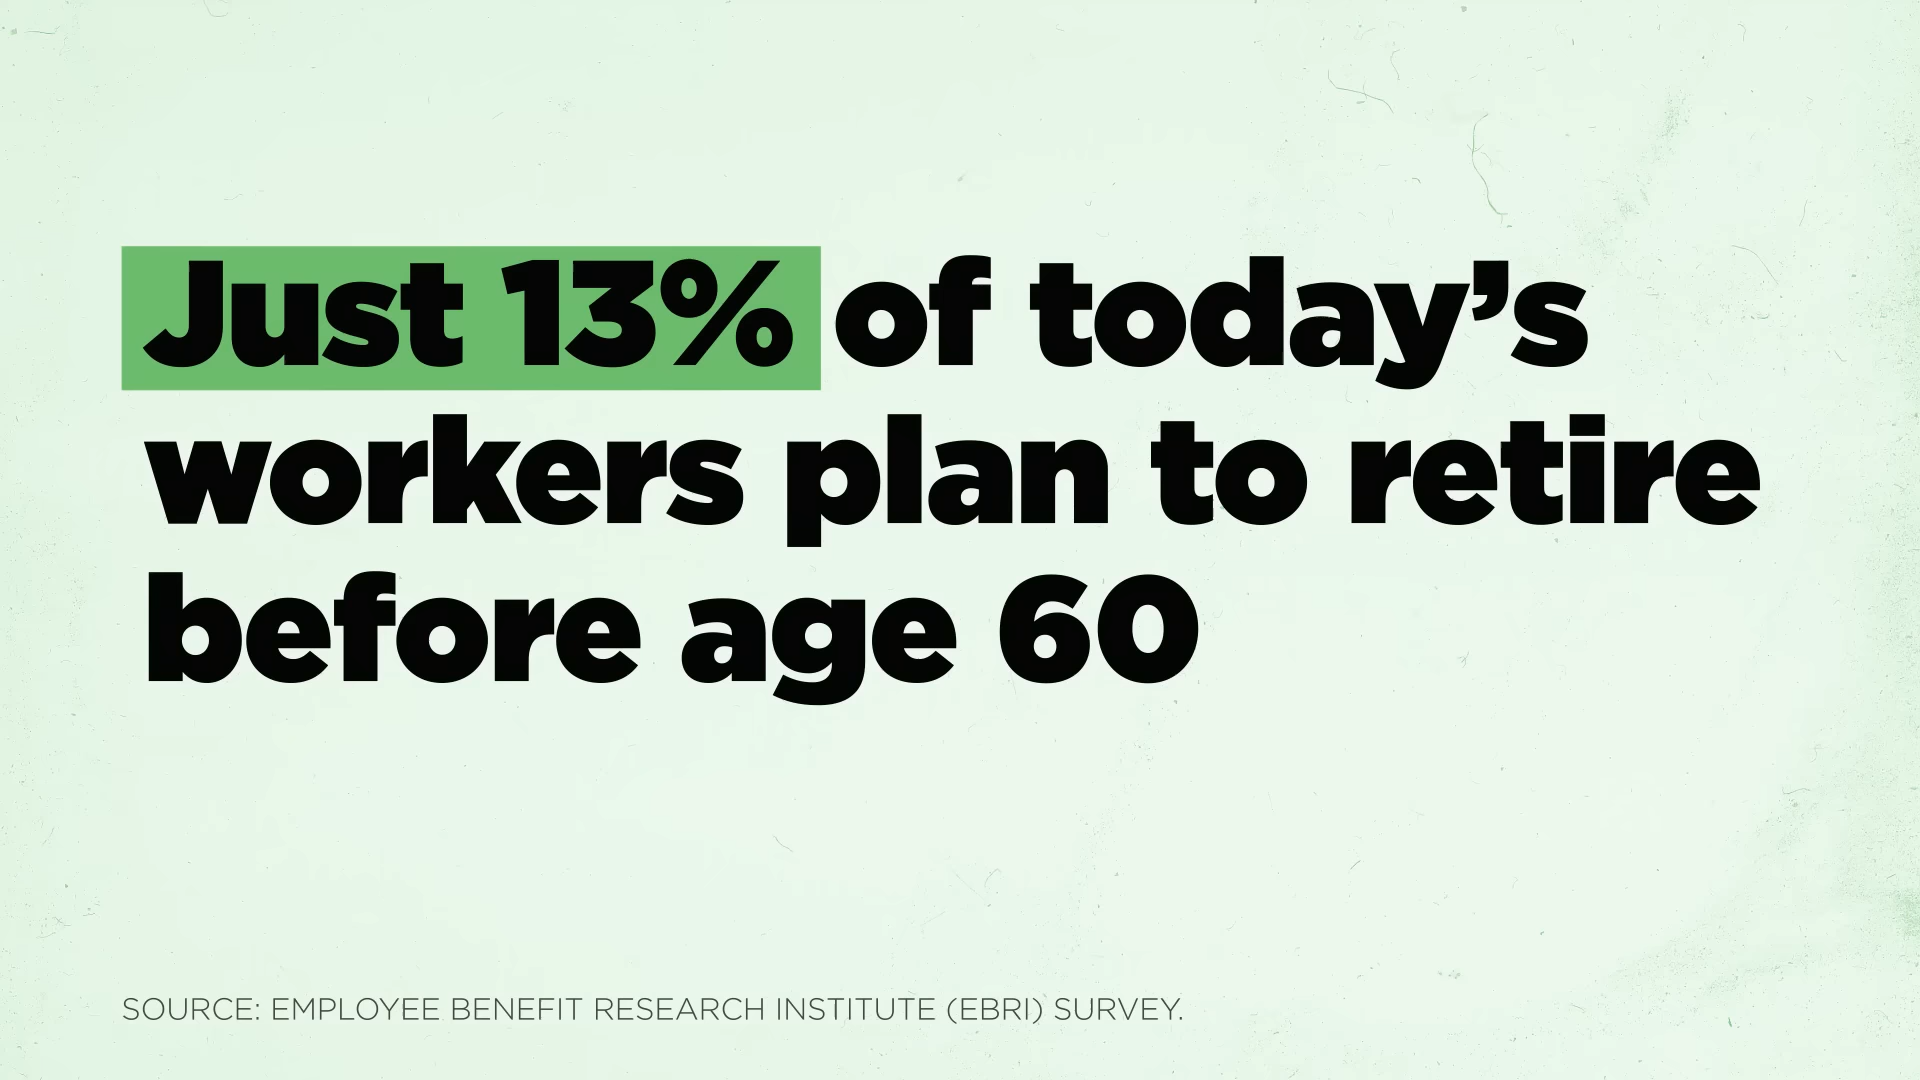 Just 13% of today’s
workers plan to retire
before age 60
SOURCE: EMPLOYEE BENEFIT RESEARCH INSTITUTE (EBRI) SURVEY.